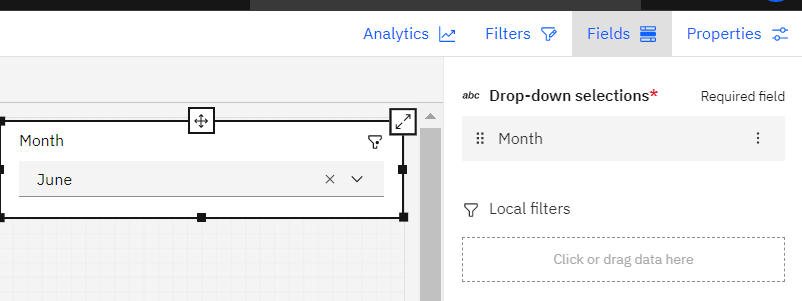 Analytics
Filters
Fields
Properties
Month
June
abc Drop-down selections* Required field
Month
Local filters
Click or drag data here